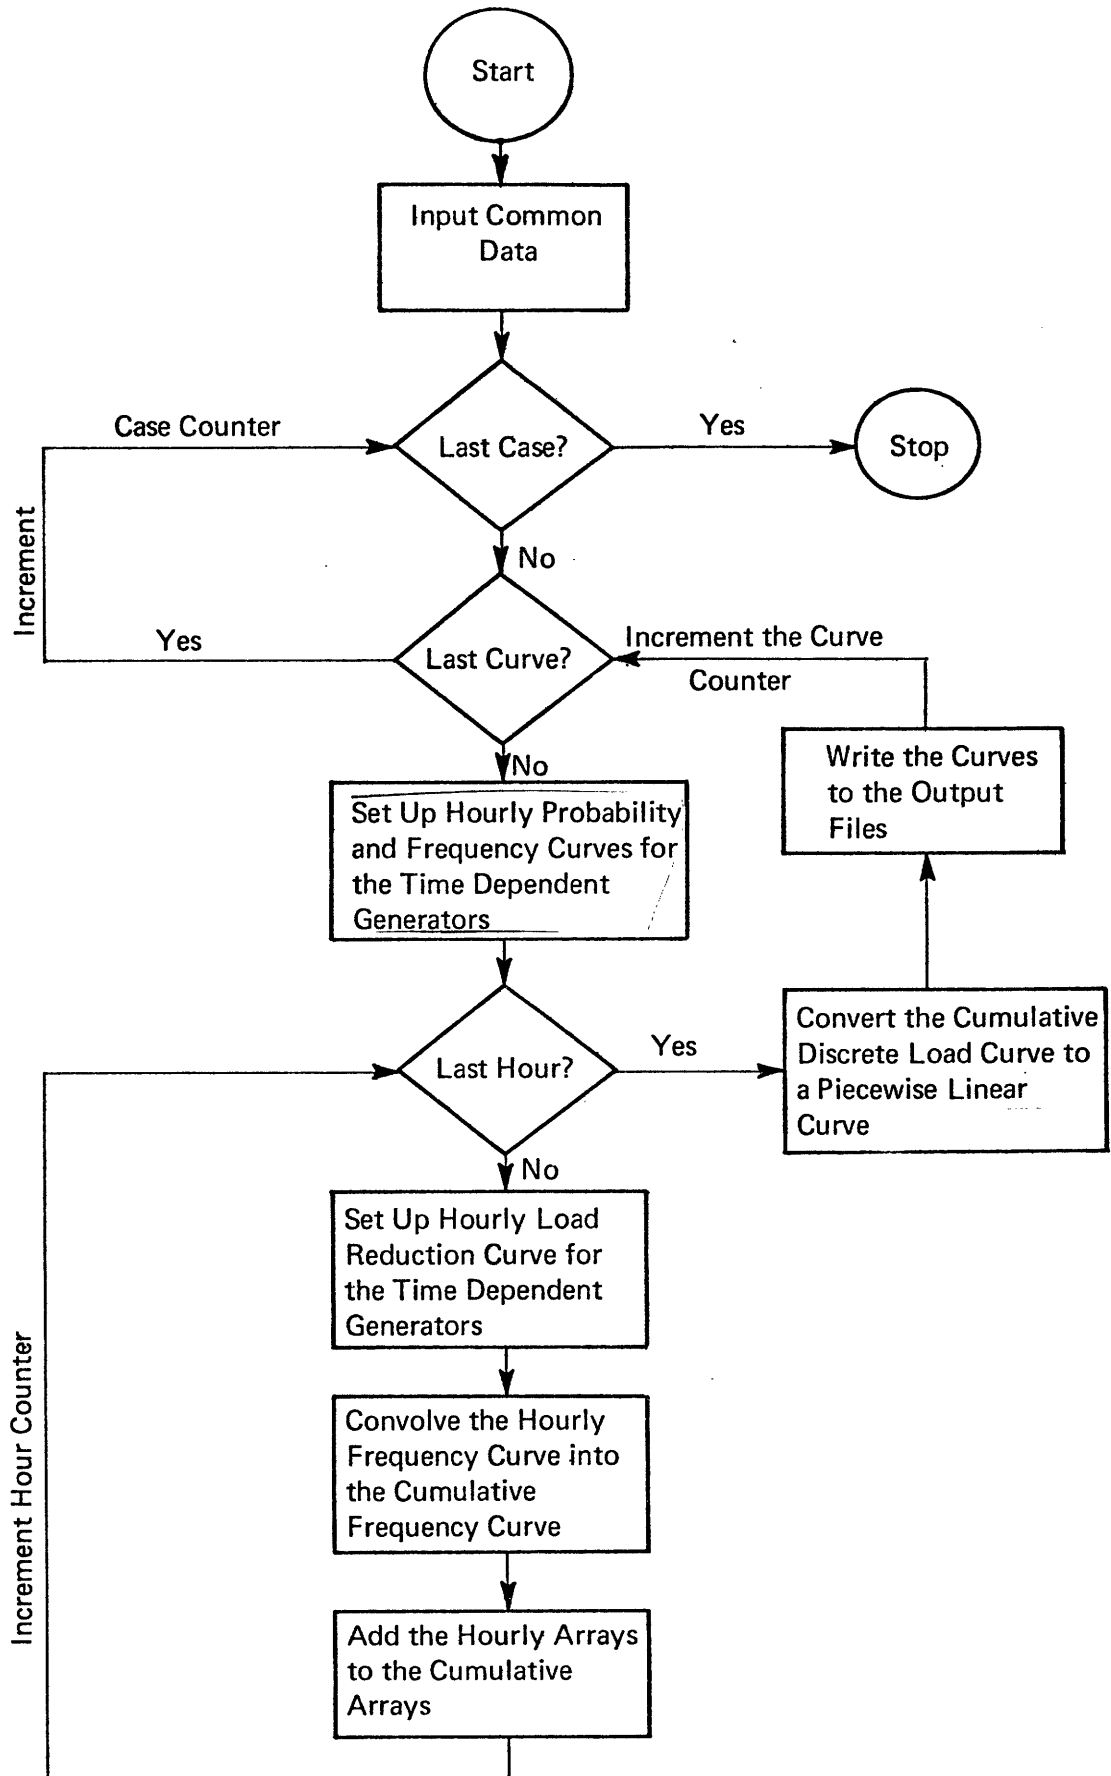 Start
Input Common
Data
Case Counter
Last Case?
Yes
Stop
Increment
No
Yes
Last Curve?
Increment the Curve
Counter
No
Write the Curves
to the Output
Files
Set Up Hourly Probability
and Frequency Curves for
the Time Dependent
Generators
Last Hour?
Yes
Convert the Cumulative
Discrete Load Curve to
a Piecewise Linear
Curve
No
Set Up Hourly Load
Reduction Curve for
the Time Dependent
Generators
Increment Hour Counter
Convolve the Hourly
Frequency Curve into
the Cumulative
Frequency Curve
Add the Hourly Arrays
to the Cumulative
Arrays